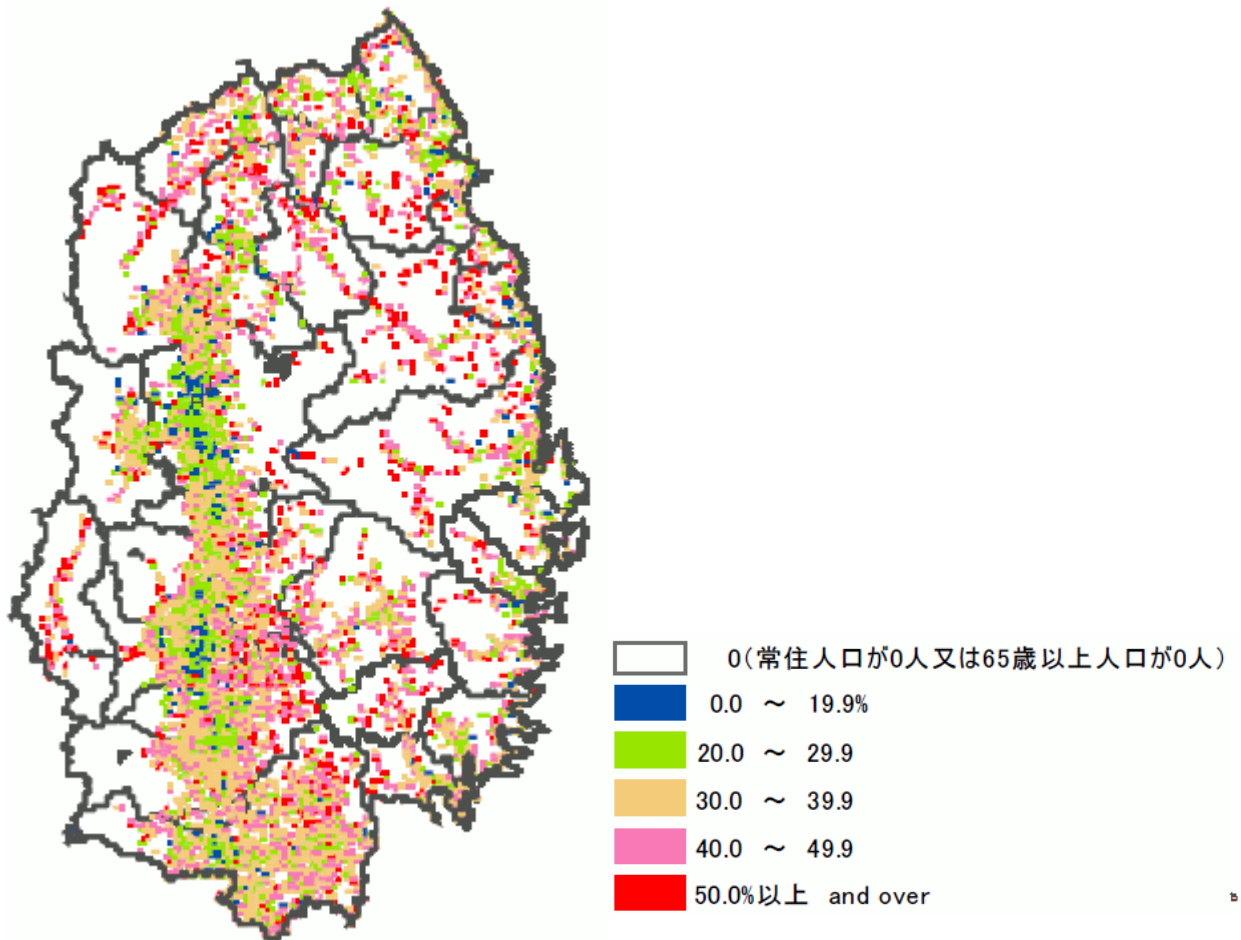 0(常住人口が0人又は65歳以上人口が0人)
0.0 ～ 19.9%
20.0 ～ 29.9
30.0 ～ 39.9
40.0 ～ 49.9
50.0%以上 and over